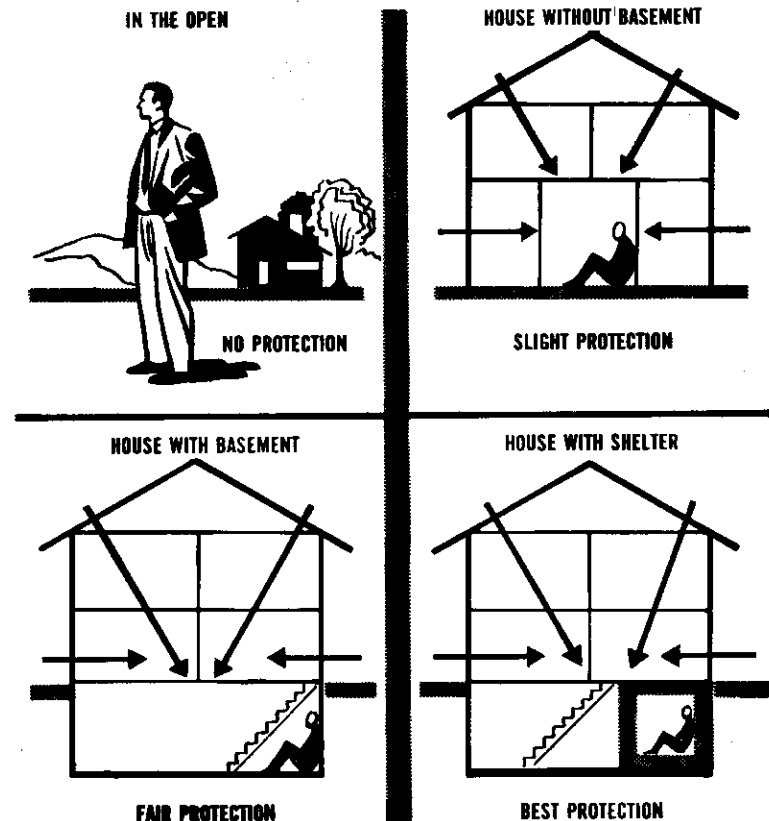 IN THE OPEN
NO PROTECTION
HOUSE WITHOUT BASEMENT
SLIGHT PROTECTION
HOUSE WITH BASEMENT
FAIR PROTECTION
HOUSE WITH SHELTER
BEST PROTECTION